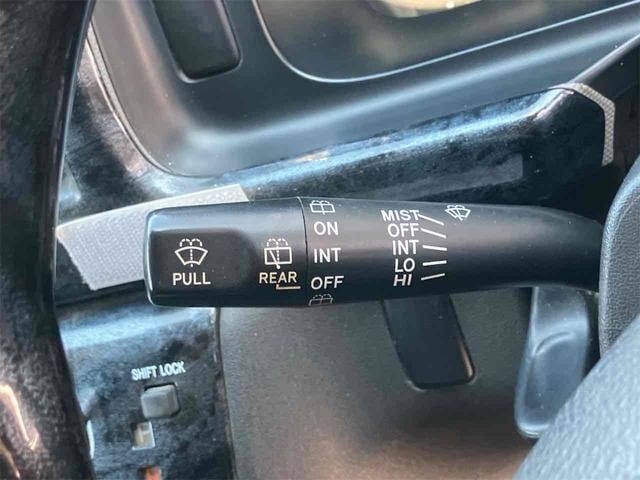 MIST
OFF
INT
LO
HI
ON
INT
OFF
REAR
PULL
SHIFT LOCK